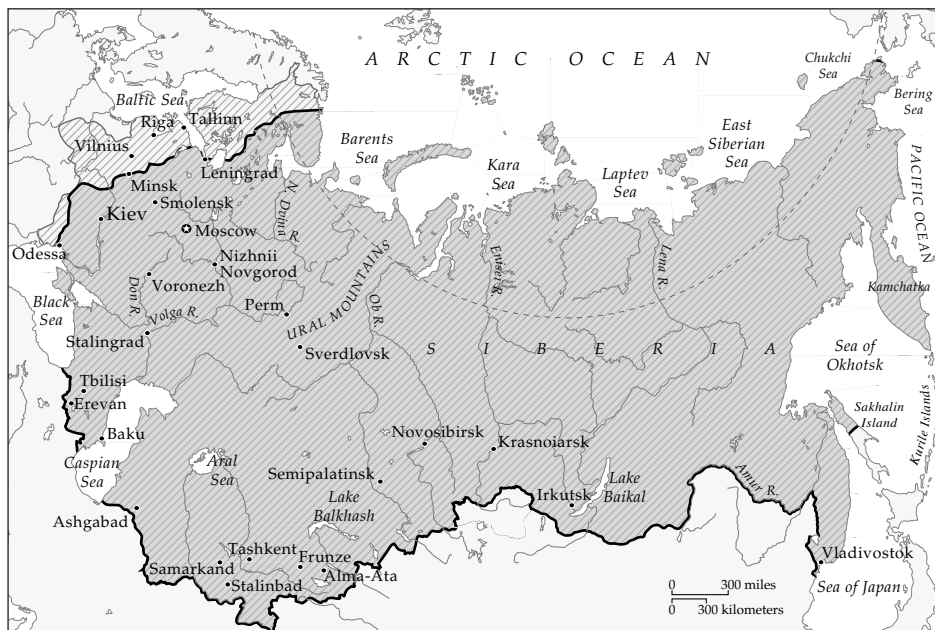 ARCTIC OCEAN
Chukchi
Sea
Bering
Sea
Baltic Sea
Riga
Tallinn
Vilnius
Leningrad
Barents
Sea
Kara
Sea
Laptev
Sea
East
Siberian
Sea
PACIFIC OCEAN
Minsk
Smolensk
Kiev
Moscow
N. Dvina R.
Odessa
Nizhnii
Novgorod
Voronezh
Don R.
Black
Sea
Volga R.
Perm
URAL MOUNTAINS
Ob R.
Enisei R.
Lena R.
Kamchatka
Stalingrad
Sverdlovsk
SIBERIA
Sea of
Okhotsk
Tbilisi
Erevan
Baku
Caspian
Sea
Aral
Sea
Novosibirsk
Krasnoiarsk
Sakhalin
Island
Kurile Islands
Semipalatinsk
Lake
Balkhash
Irkutsk
Lake
Baikal
Amur R.
Ashgabad
Tashkent
Samarkand
Stalinbad
Frunze
Alma-Ata
Vladivostok
Sea of Japan
0 300 miles
0 300 kilometers